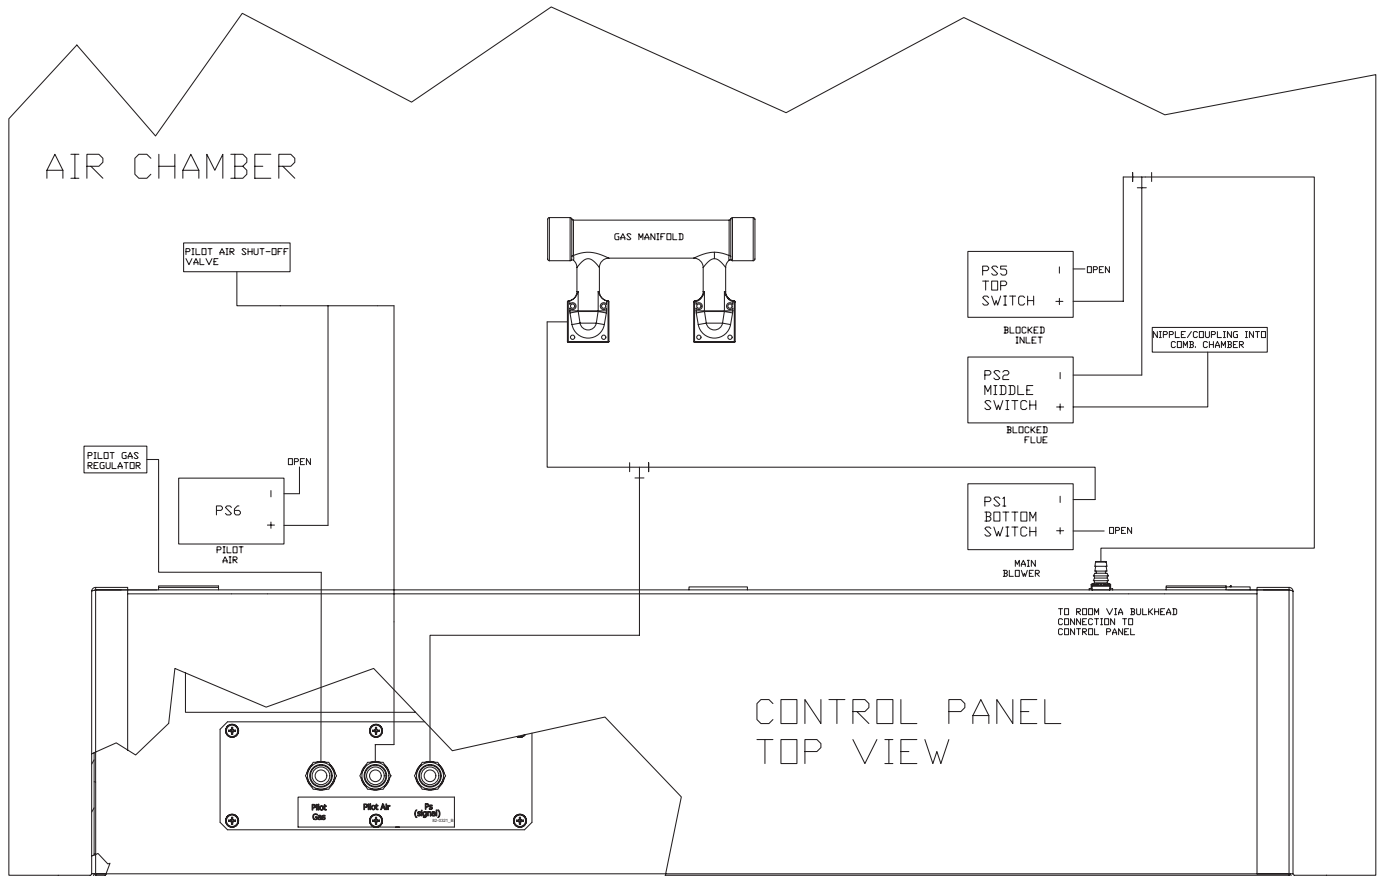 AIR CHAMBER
PILOT AIR SHUT-OFF
VALVE
GAS MANIFOLD
PS5
TOP
SWITCH
-
+
OPEN
BLOCKED
INLET
NIPPLE/COUPLING INTO
COMB. CHAMBER
PS2
MIDDLE
SWITCH
-
+
BLOCKED
FLUE
PILOT GAS
REGULATOR
OPEN
PS6
-
+
PILOT
AIR
PS1
BOTTOM
SWITCH
-
+
OPEN
MAIN
BLOWER
TO ROOM VIA BULKHEAD
CONNECTION TO
CONTROL PANEL
CONTROL PANEL
TOP VIEW
Pilot
Gas
Pilot Air
Ps
(signal)